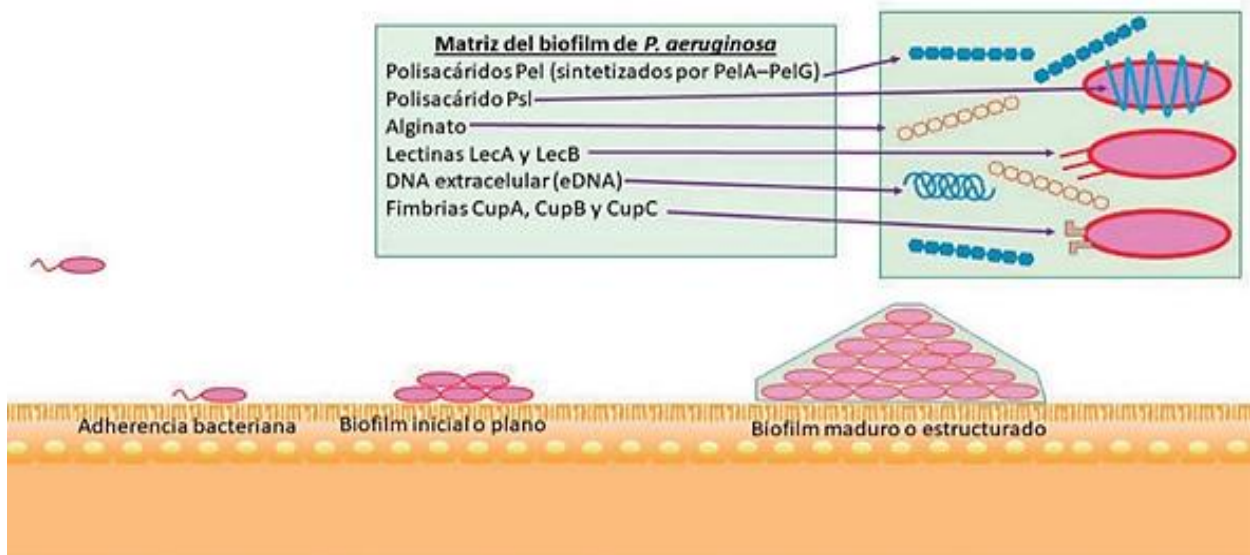 Matriz del biofilm de P. aeruginosa
Polisacáridos Pel (sintetizados por PelA–PelG)
Polisacárido Psl
Alginato
Lectinas LecA y LecB
DNA extracelular (eDNA)
Fimbrias CupA, CupB y CupC
Adherencia bacteriana
Biofilm inicial o plano
Biofilm maduro o estructurado